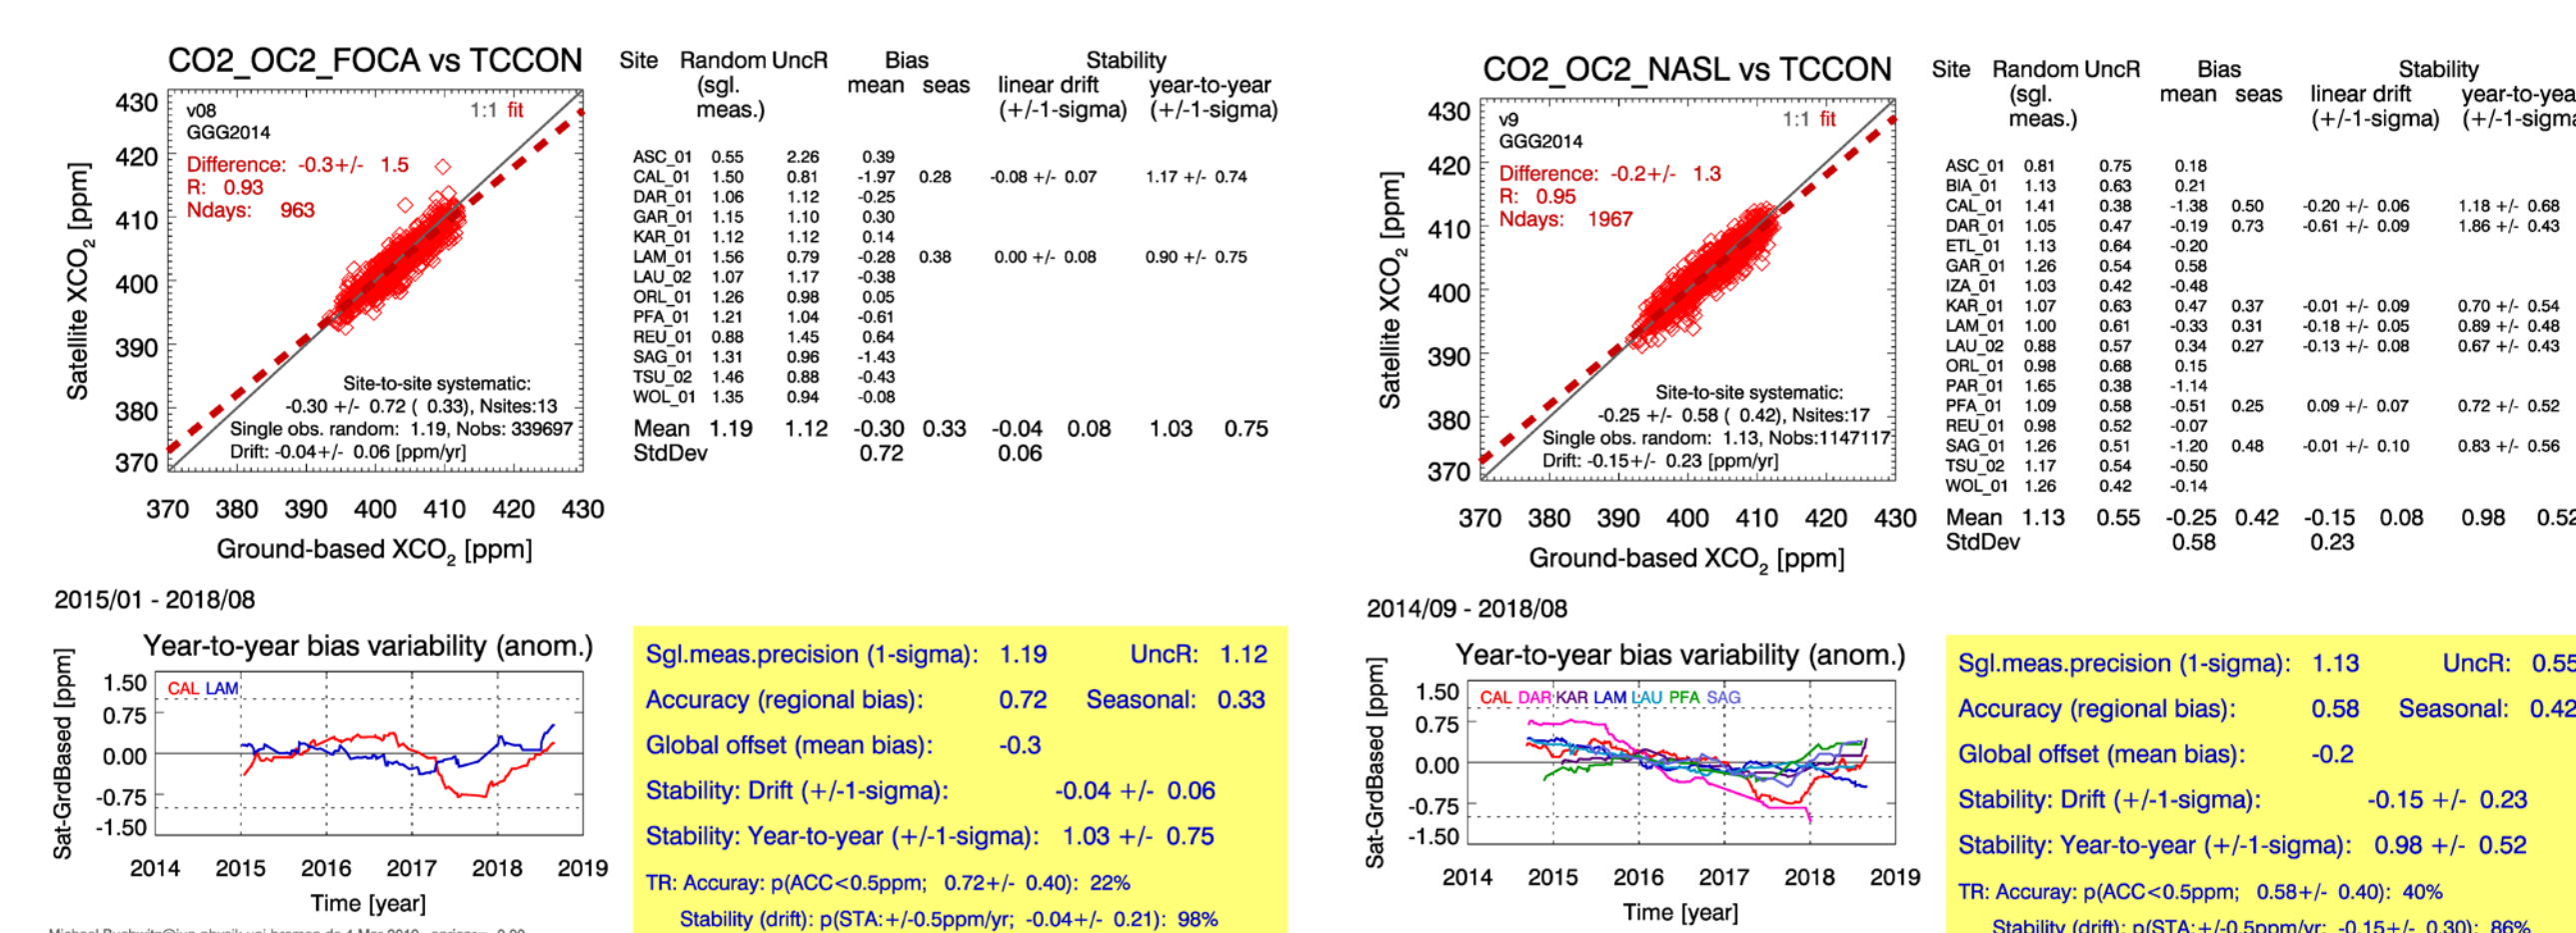 CO2_OC2_FOCA vs TCCON
430
420
410
400
390
380
370
Satellite XCO2 [ppm]
v08
GGG2014
1:1 fit
Difference: -0.3+/- 1.5
R: 0.93
Ndays: 963
Site-to-site systematic:
-0.30 +/- 0.72 ( 0.33), Nsites:13
Single obs. random: 1.19, Nobs: 339697
Drift: -0.04+/- 0.06 [ppm/yr]
370 380 390 400 410 420 430
Ground-based XCO2 [ppm]
Site Random UncR Bias Stability
(sgl. mean seas linear drift year-to-year
meas.) (+/-1-sigma) (+/-1-sigma)
ASC_01 0.55 2.26 0.39
CAL_01 1.50 0.81 -1.97 0.28 -0.08 +/- 0.07 1.17 +/- 0.74
DAR_01 1.06 1.12 -0.25
GAR_01 1.15 1.10 0.30
KAR_01 1.12 1.12 0.14
LAM_01 1.56 0.79 -0.28 0.38 0.00 +/- 0.08 0.90 +/- 0.75
LAU_02 1.07 1.17 -0.38
ORL_01 1.26 0.98 0.05
PFA_01 1.21 1.04 -0.61
REU_01 0.88 1.45 0.64
SAG_01 1.31 0.96 -1.43
TSU_02 1.46 0.88 -0.43
WOL_01 1.35 0.94 -0.08
Mean 1.19 1.12 -0.30 0.33 -0.04 0.08 1.03 0.75
StdDev 0.72 0.06
2015/01 - 2018/08
Year-to-year bias variability (anom.)
Sat-GrdBased [ppm]
1.50
0.75
0.00
-0.75
-1.50
CAL LAM
2014 2015 2016 2017 2018 2019
Time [year]
Sgl.meas.precision (1-sigma): 1.19 UncR: 1.12
Accuracy (regional bias): 0.72 Seasonal: 0.33
Global offset (mean bias): -0.3
Stability: Drift (+/-1-sigma): -0.04 +/- 0.06
Stability: Year-to-year (+/-1-sigma): 1.03 +/- 0.75
TR: Accuray: p(ACC<0.5ppm; 0.72+/- 0.40): 22%
Stability (drift): p(STA:+/-0.5ppm/yr; -0.04+/- 0.21): 98%
CO2_OC2_NASL vs TCCON
430
420
410
400
390
380
370
Satellite XCO2 [ppm]
v9
GGG2014
1:1 fit
Difference: -0.2+/- 1.3
R: 0.95
Ndays: 1967
Site-to-site systematic:
-0.25 +/- 0.58 ( 0.42), Nsites:17
Single obs. random: 1.13, Nobs:1147117
Drift: -0.15+/- 0.23 [ppm/yr]
370 380 390 400 410 420 430
Ground-based XCO2 [ppm]
Site Random UncR Bias Stability
(sgl. mean seas linear drift year-to-yea
meas.) (+/-1-sigma) (+/-1-sigma
ASC_01 0.81 0.75 0.18
BIA_01 1.13 0.63 0.21
CAL_01 1.41 0.38 -1.38 0.50 -0.20 +/- 0.06 1.18 +/- 0.68
DAR_01 1.05 0.47 -0.19 0.73 -0.61 +/- 0.09 1.86 +/- 0.43
ETL_01 1.13 0.64 -0.20
GAR_01 1.26 0.54 0.58
IZA_01 1.03 0.42 -0.48
KAR_01 1.07 0.63 0.47 0.37 -0.01 +/- 0.09 0.70 +/- 0.54
LAM_01 1.00 0.61 -0.33 0.31 -0.18 +/- 0.05 0.89 +/- 0.48
LAU_02 0.88 0.57 0.34 0.27 -0.13 +/- 0.08 0.67 +/- 0.43
ORL_01 0.98 0.68 0.15
PAR_01 1.65 0.38 -1.14
PFA_01 1.09 0.58 -0.51 0.25 0.09 +/- 0.07 0.72 +/- 0.52
REU_01 0.98 0.52 -0.07
SAG_01 1.26 0.51 -1.20 0.48 -0.01 +/- 0.10 0.83 +/- 0.56
TSU_02 1.17 0.54 -0.50
WOL_01 1.26 0.42 -0.14
Mean 1.13 0.55 -0.25 0.42 -0.15 0.08 0.98 0.52
StdDev 0.58 0.23
2014/09 - 2018/08
Year-to-year bias variability (anom.)
Sat-GrdBased [ppm]
1.50
0.75
0.00
-0.75
-1.50
CAL DAR KAR LAM LAU PFA SAG
2014 2015 2016 2017 2018 2019
Time [year]
Sgl.meas.precision (1-sigma): 1.13 UncR: 0.55
Accuracy (regional bias): 0.58 Seasonal: 0.42
Global offset (mean bias): -0.2
Stability: Drift (+/-1-sigma): -0.15 +/- 0.23
Stability: Year-to-year (+/-1-sigma): 0.98 +/- 0.52
TR: Accuray: p(ACC<0.5ppm; 0.58+/- 0.40): 40%
Stability (drift): p(STA:+/-0.5ppm/yr; -0.15+/- 0.30): 86%